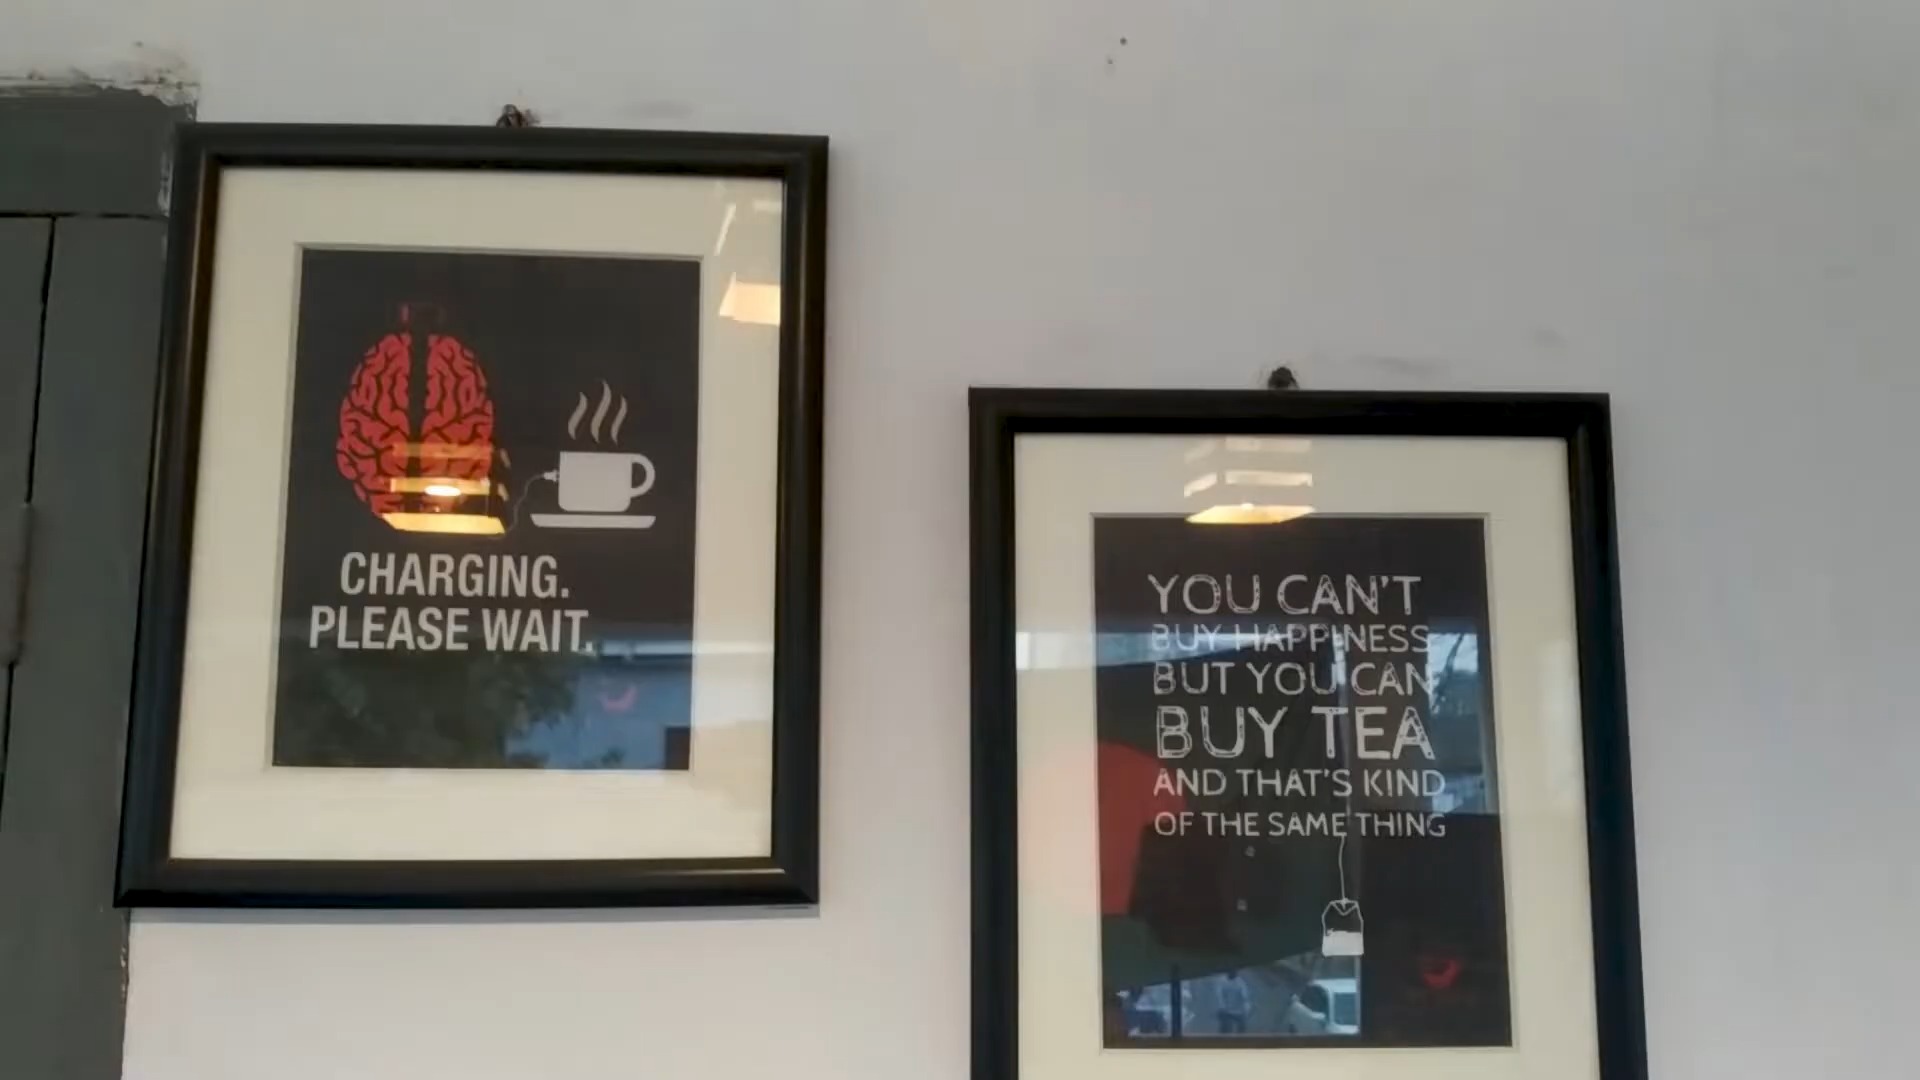 CHARGING.
PLEASE WAIT.
YOU CAN'T
BUY HAPPINESS
BUT YOU CAN
BUY TEA
AND THAT'S KIND
OF THE SAME THING